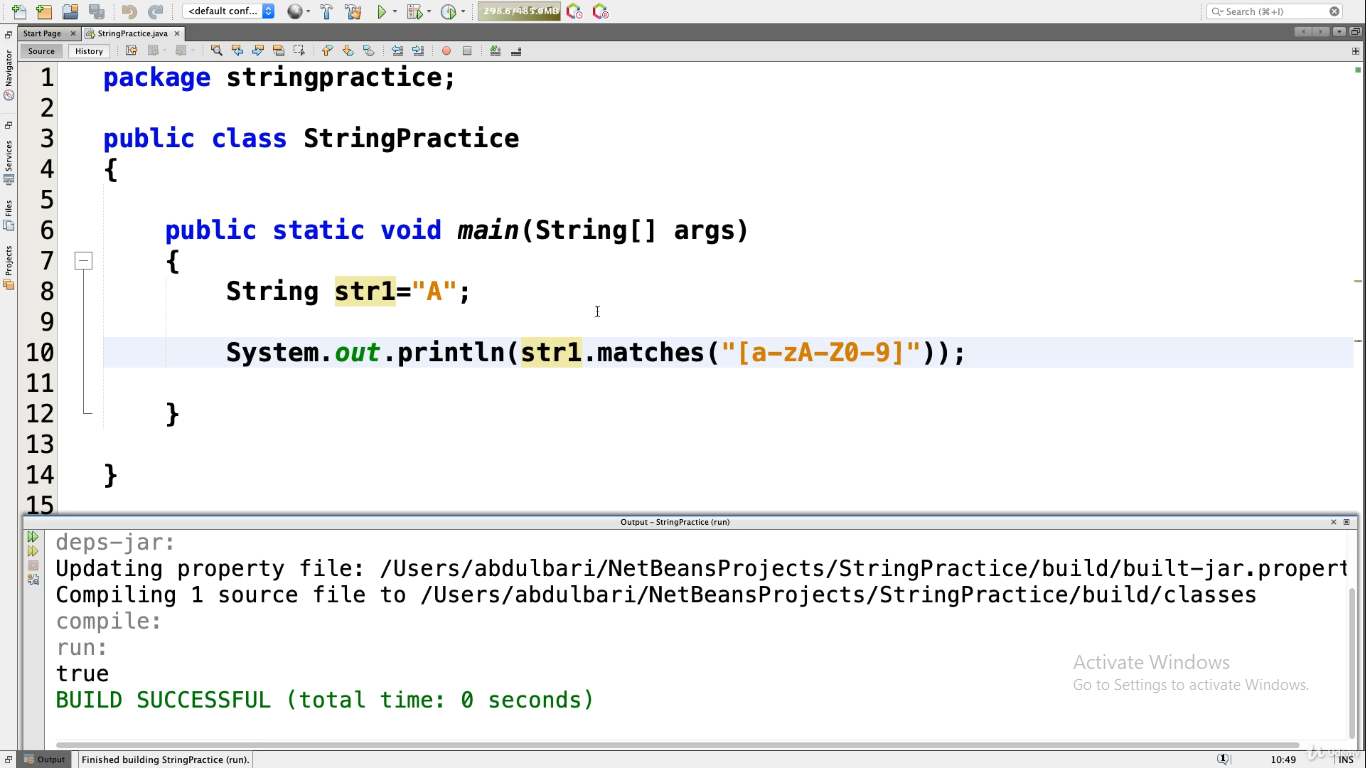 <default conf...
298.6/485.0MB
Search (⌘+I)
Start Page
StringPractice.java
Source History
Navigator
Services
Files
Projects
1 package stringpractice;
2
3 public class StringPractice
4 {
5
6 public static void main(String[] args)
7 {
8 String str1="A";
9
10 System.out.println(str1.matches("[a-zA-Z0-9]"));
11
12 }
13
14 }
15
Output - StringPractice (run)
deps-jar:
Updating property file: /Users/abdulbari/NetBeansProjects/StringPractice/build/built-jar.propert
Compiling 1 source file to /Users/abdulbari/NetBeansProjects/StringPractice/build/classes
compile:
run:
true
BUILD SUCCESSFUL (total time: 0 seconds)
Activate Windows
Go to Settings to activate Windows.
Output
Finished building StringPractice (run).
1
10:49
INS
Udemy